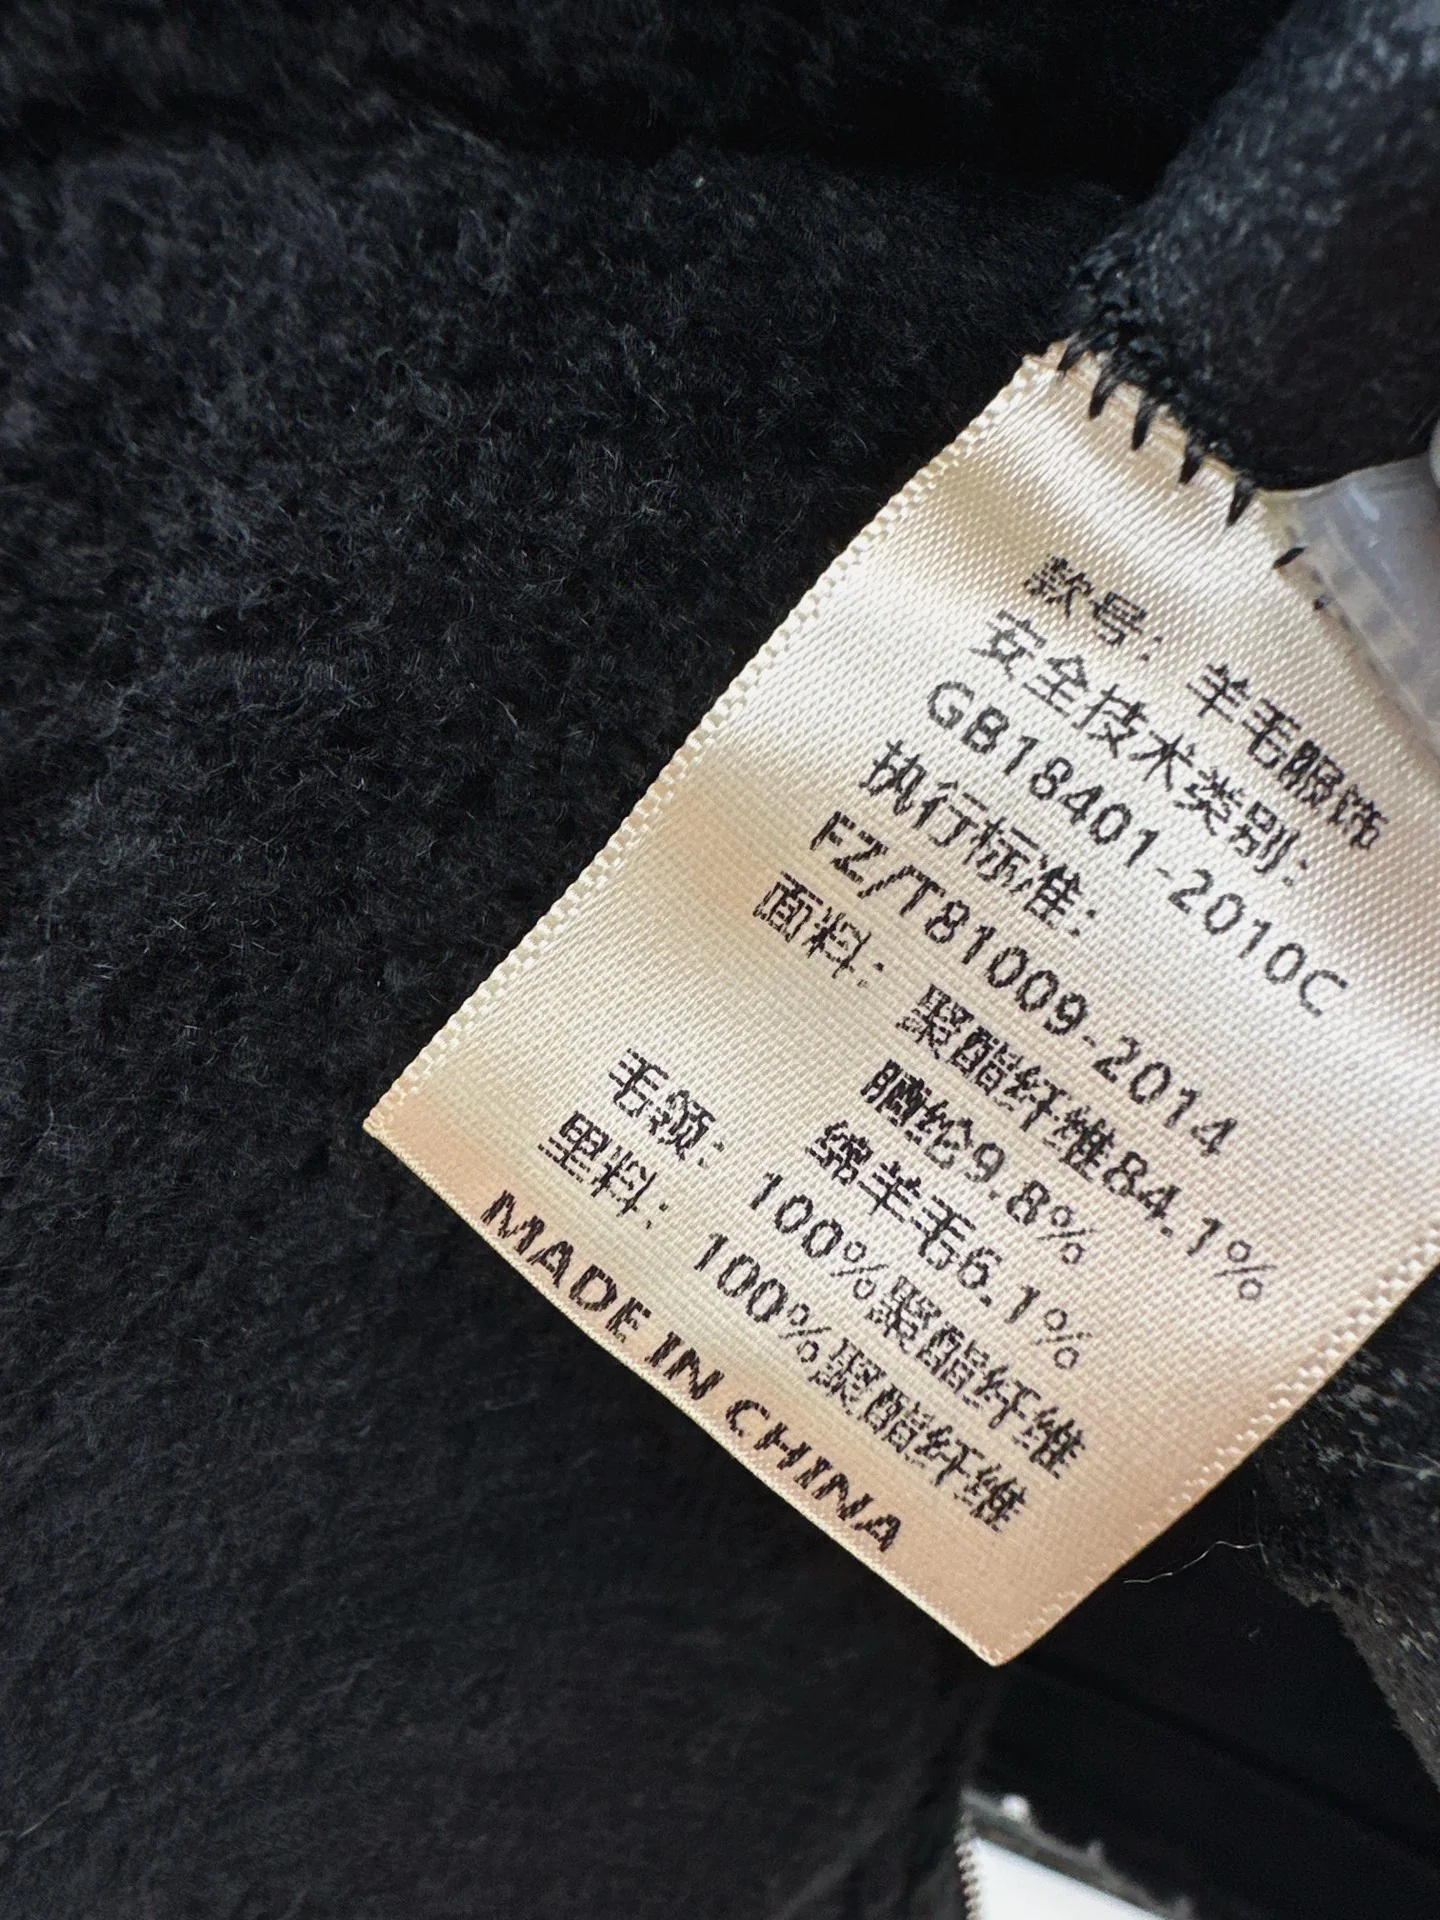 款号：羊毛服饰
安全技术类别：
GB18401-2010C
执行标准：
FZ/T81009-2014
面料：聚酯纤维84.1%
腈纶9.8%
绵羊毛6.1%
毛领：100%聚酯纤维
里料：100%聚酯纤维
MADE IN CHINA